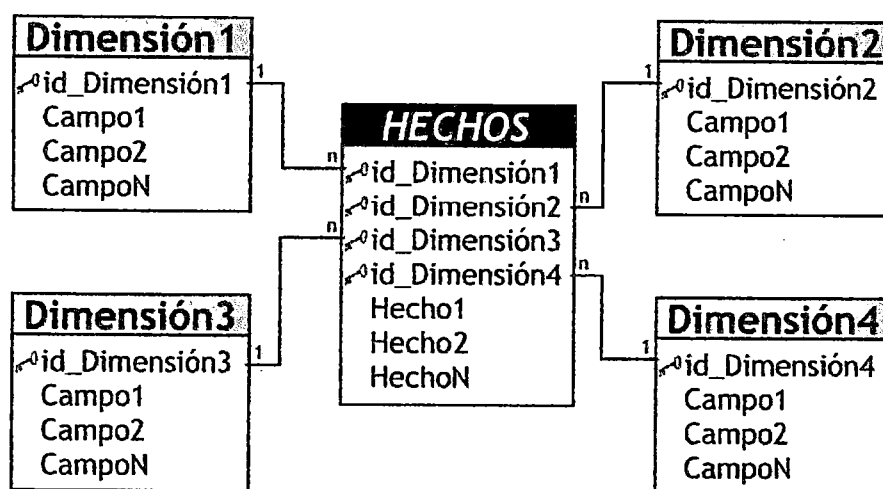 Dimensión1
id_Dimensión1
Campo1
Campo2
CampoN
1
n
HECHOS
id_Dimensión1
id_Dimensión2
id_Dimensión3
id_Dimensión4
Hecho1
Hecho2
HechoN
n
n
n
Dimensión2
1
id_Dimensión2
Campo1
Campo2
CampoN
Dimensión3
id_Dimensión3
1
Campo1
Campo2
CampoN
Dimensión4
1
id_Dimensión4
Campo1
Campo2
CampoN